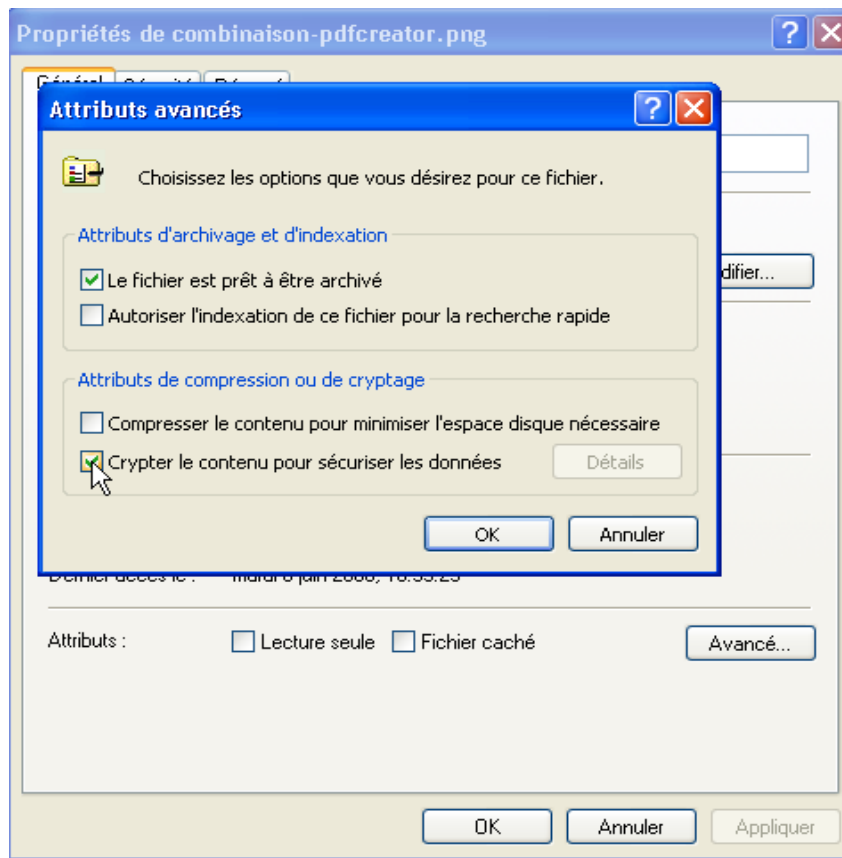 Propriétés de combinaison-pdfcreator.png
Attributs avancés
Choisissez les options que vous désirez pour ce fichier.
Attributs d'archivage et d'indexation
Le fichier est prêt à être archivé
difier...
Autoriser l'indexation de ce fichier pour la recherche rapide
Attributs de compression ou de cryptage
Compresser le contenu pour minimiser l'espace disque nécessaire
Crypter le contenu pour sécuriser les données
Détails
OK
Annuler
Attributs :
Lecture seule
Fichier caché
Avancé...
OK
Annuler
Appliquer